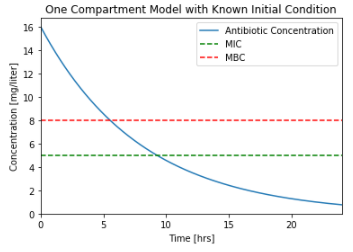 One Compartment Model with Known Initial Condition
Antibiotic Concentration
MIC
MBC
Concentration [mg/liter]
16
14
12
10
8
6
4
2
0
0
5
10
15
20
Time [hrs]